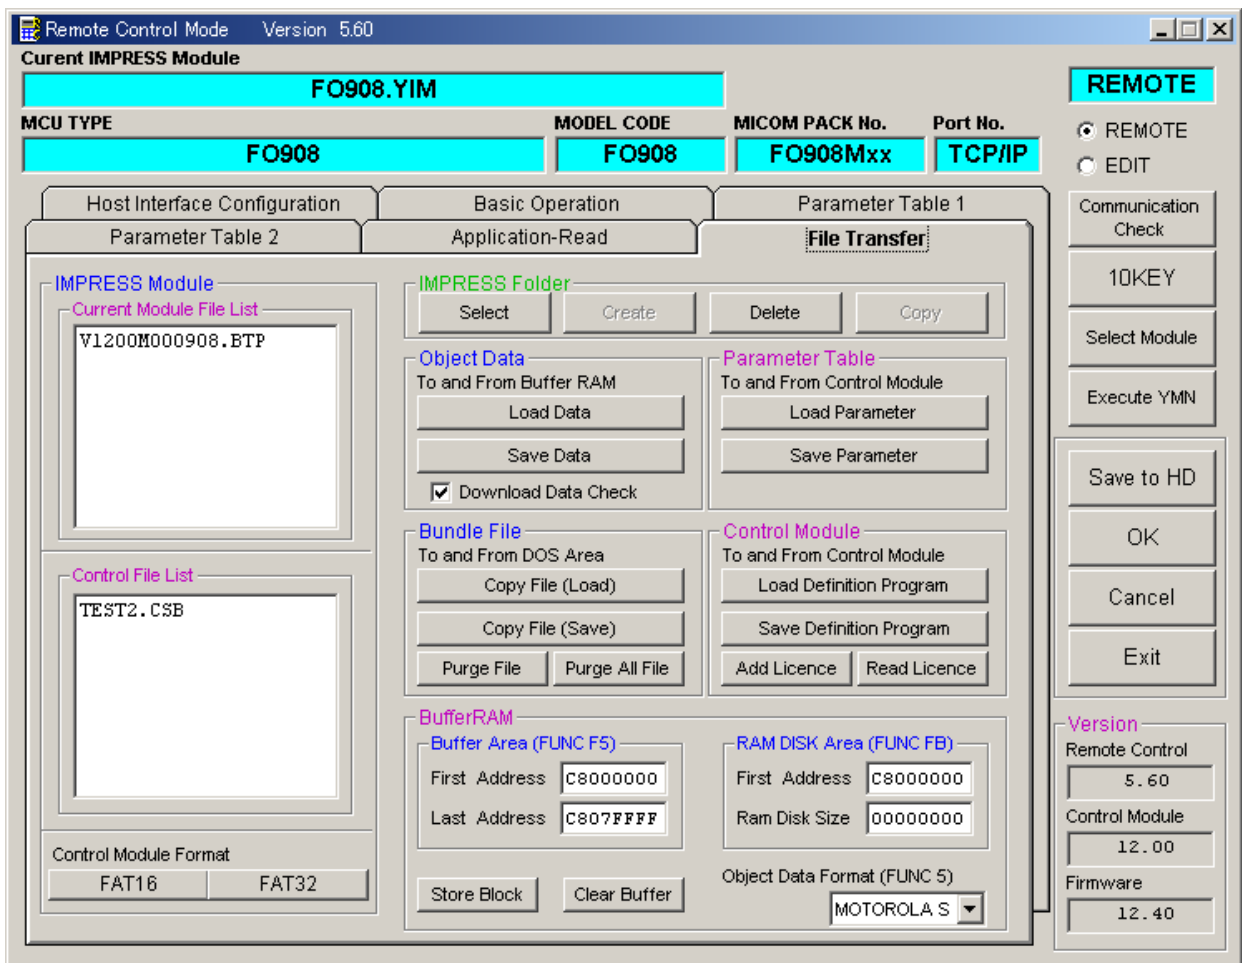 Remote Control Mode Version 5.60
Curent IMPRESS Module
FO908.YIM
REMOTE
MCU TYPE
MODEL CODE
MICOM PACK No.
Port No.
FO908
FO908
FO908Mxx
TCP/IP
REMOTE
EDIT
Host Interface Configuration
Basic Operation
Parameter Table 1
Parameter Table 2
Application-Read
File Transfer
IMPRESS Module
Current Module File List
V1200M000908.BTP
Control File List
TEST2.CSB
Control Module Format
FAT16
FAT32
IMPRESS Folder
Select
Create
Delete
Copy
Object Data
To and From Buffer RAM
Load Data
Save Data
Download Data Check
Parameter Table
To and From Control Module
Load Parameter
Save Parameter
Bundle File
To and From DOS Area
Copy File (Load)
Copy File (Save)
Purge File
Purge All File
Control Module
To and From Control Module
Load Definition Program
Save Definition Program
Add Licence
Read Licence
BufferRAM
Buffer Area (FUNC F5)
First Address C8000000
Last Address C807FFFF
RAM DISK Area (FUNC FB)
First Address C8000000
Ram Disk Size 00000000
Store Block
Clear Buffer
Object Data Format (FUNC 5)
MOTOROLA S
Communication
Check
10KEY
Select Module
Execute YMN
Save to HD
OK
Cancel
Exit
Version
Remote Control
5.60
Control Module
12.00
Firmware
12.40